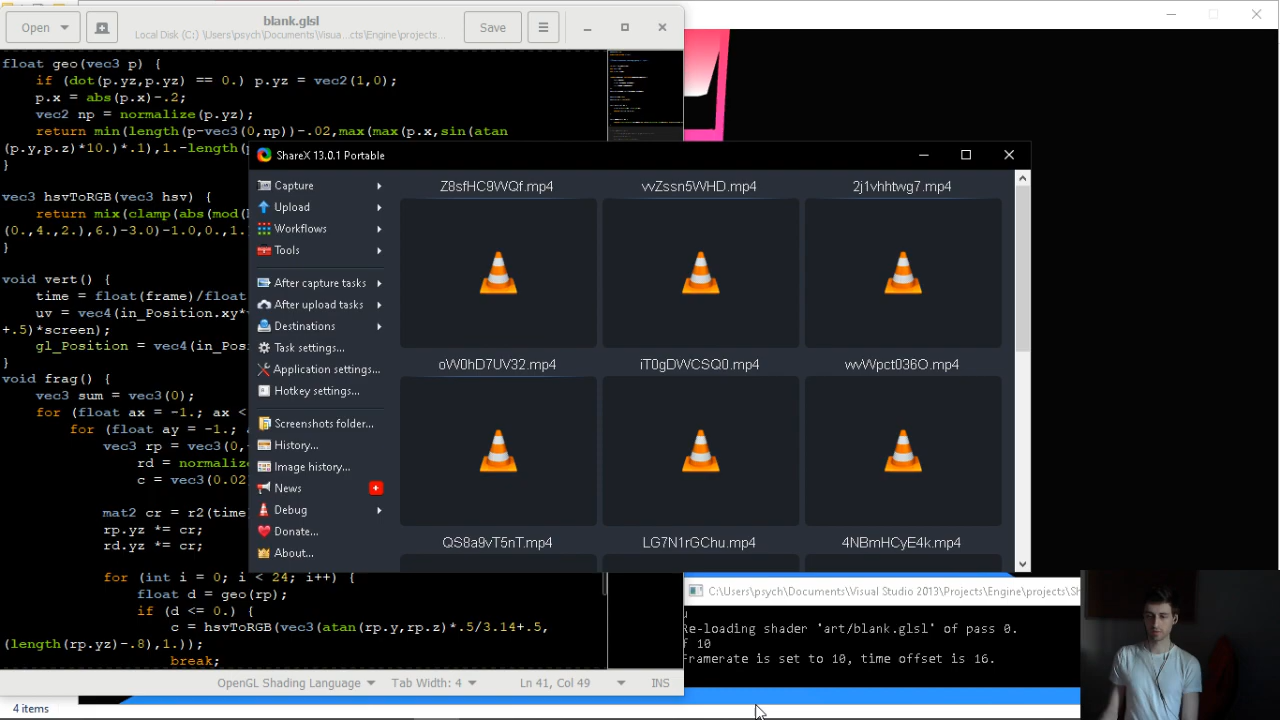 blank.glsl
Open
Local Disk (C:) \Users\psych\Documents\Visua...cts\Engine\projects...
Save
float geo(vec3 p) {
if (dot(p.yz,p.yz) == 0.) p.yz = vec2(1,0);
p.x = abs(p.x)-.2;
vec2 np = normalize(p.yz);
return min(length(p-vec3(0,np))-.02,max(max(p.x,sin(atan
(p.y,p.z)*10.)*.1),1.-length(p
}
vec3 hsvToRGB(vec3 hsv) {
return mix(clamp(abs(mod(
(0.,4.,2.),6.)-3.0)-1.0,0.,1.
}
void vert() {
time = float(frame)/float
uv = vec4(in_Position.xy*
+.5)*screen);
gl_Position = vec4(in_Pos
}
void frag() {
vec3 sum = vec3(0);
for (float ax = -1.; ax <
for (float ay = -1.;
vec3 rp = vec3(0,
rd = normaliz
c = vec3(0.02
mat2 cr = r2(time
rp.yz *= cr;
rd.yz *= cr;
for (int i = 0; i < 24; i++) {
float d = geo(rp);
if (d <= 0.) {
c = hsvToRGB(vec3(atan(rp.y,rp.z)*.5/3.14+.5,
(length(rp.yz)-.8),1.));
break;
OpenGL Shading Language
Tab Width: 4
Ln 41, Col 49
INS
4 items
ShareX 13.0.1 Portable
Capture
Upload
Workflows
Tools
After capture tasks
After upload tasks
Destinations
Task settings...
Application settings...
Hotkey settings...
Screenshots folder...
History...
Image history...
News
Debug
Donate...
About...
Z8sfHC9WQf.mp4
vvZssn5WHD.mp4
2j1vhhtwg7.mp4
oW0hD7UV32.mp4
iT0gDWCSQ0.mp4
wvWpct036O.mp4
QS8a9vT5nT.mp4
LG7N1rGChu.mp4
4NBmHCyE4k.mp4
C:\Users\psych\Documents\Visual Studio 2013\Projects\Engine\projects\Sh
Re-loading shader 'art/blank.glsl' of pass 0.
f 10
Framerate is set to 10, time offset is 16.